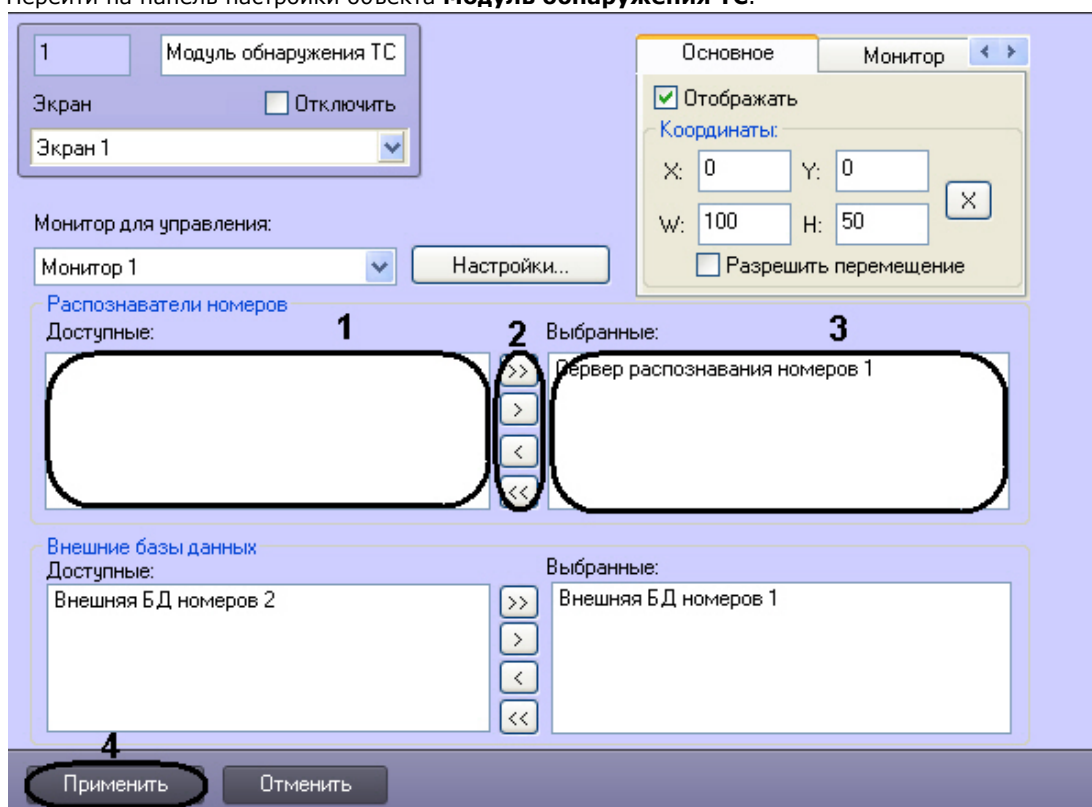 Перейти на панель настройки объекта Модуль обнаружения ТС.
1 Модуль обнаружения ТС
Экран Отключить
Экран 1
Основное Монитор
Отображать
Координаты:
X: 0 Y: 0
X
W: 100 H: 50
Разрешить перемещение
Монитор для управления:
Монитор 1 Настройки...
Распознаватели номеров
Доступные: 1 2 Выбранные: 3
Сервер распознавания номеров 1
>>
>
<
<<
Внешние базы данных
Доступные: Выбранные:
Внешняя БД номеров 2 >> Внешняя БД номеров 1
>
<
<<
4
Применить Отменить